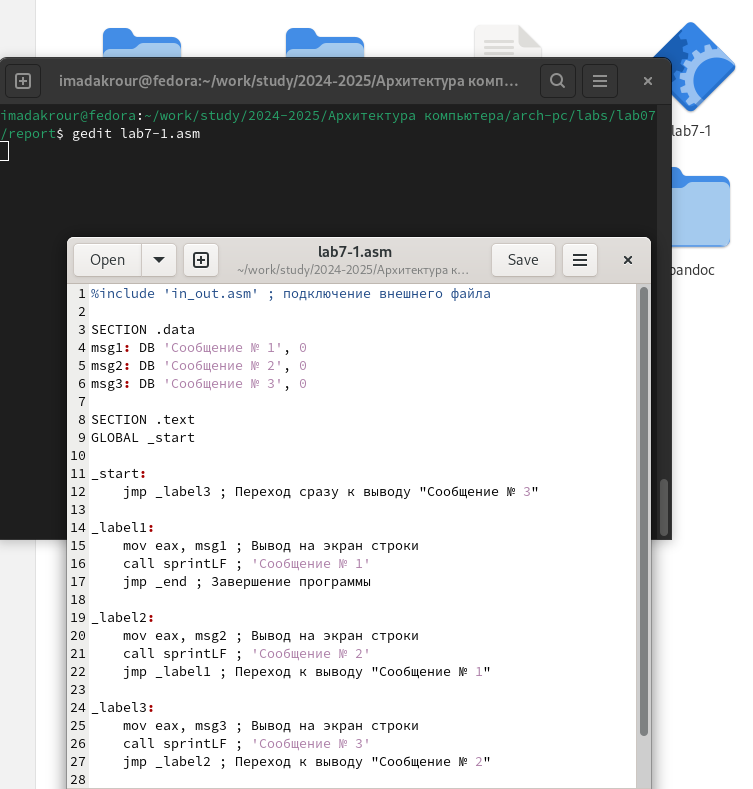 imadakrour@fedora:~/work/study/2024-2025/Архитектура комп…
imadakrour@fedora:~/work/study/2024-2025/Архитектура компьютера/arch-pc/labs/lab07
/report$ gedit lab7-1.asm
lab7-1
pandoc
Open
lab7-1.asm
~/work/study/2024-2025/Архитектура к…
Save
1 %include 'in_out.asm' ; подключение внешнего файла
2
3 SECTION .data
4 msg1: DB 'Сообщение № 1', 0
5 msg2: DB 'Сообщение № 2', 0
6 msg3: DB 'Сообщение № 3', 0
7
8 SECTION .text
9 GLOBAL _start
10
11 _start:
12     jmp _label3 ; Переход сразу к выводу "Сообщение № 3"
13
14 _label1:
15     mov eax, msg1 ; Вывод на экран строки
16     call sprintLF ; 'Сообщение № 1'
17     jmp _end ; Завершение программы
18
19 _label2:
20     mov eax, msg2 ; Вывод на экран строки
21     call sprintLF ; 'Сообщение № 2'
22     jmp _label1 ; Переход к выводу "Сообщение № 1"
23
24 _label3:
25     mov eax, msg3 ; Вывод на экран строки
26     call sprintLF ; 'Сообщение № 3'
27     jmp _label2 ; Переход к выводу "Сообщение № 2"
28